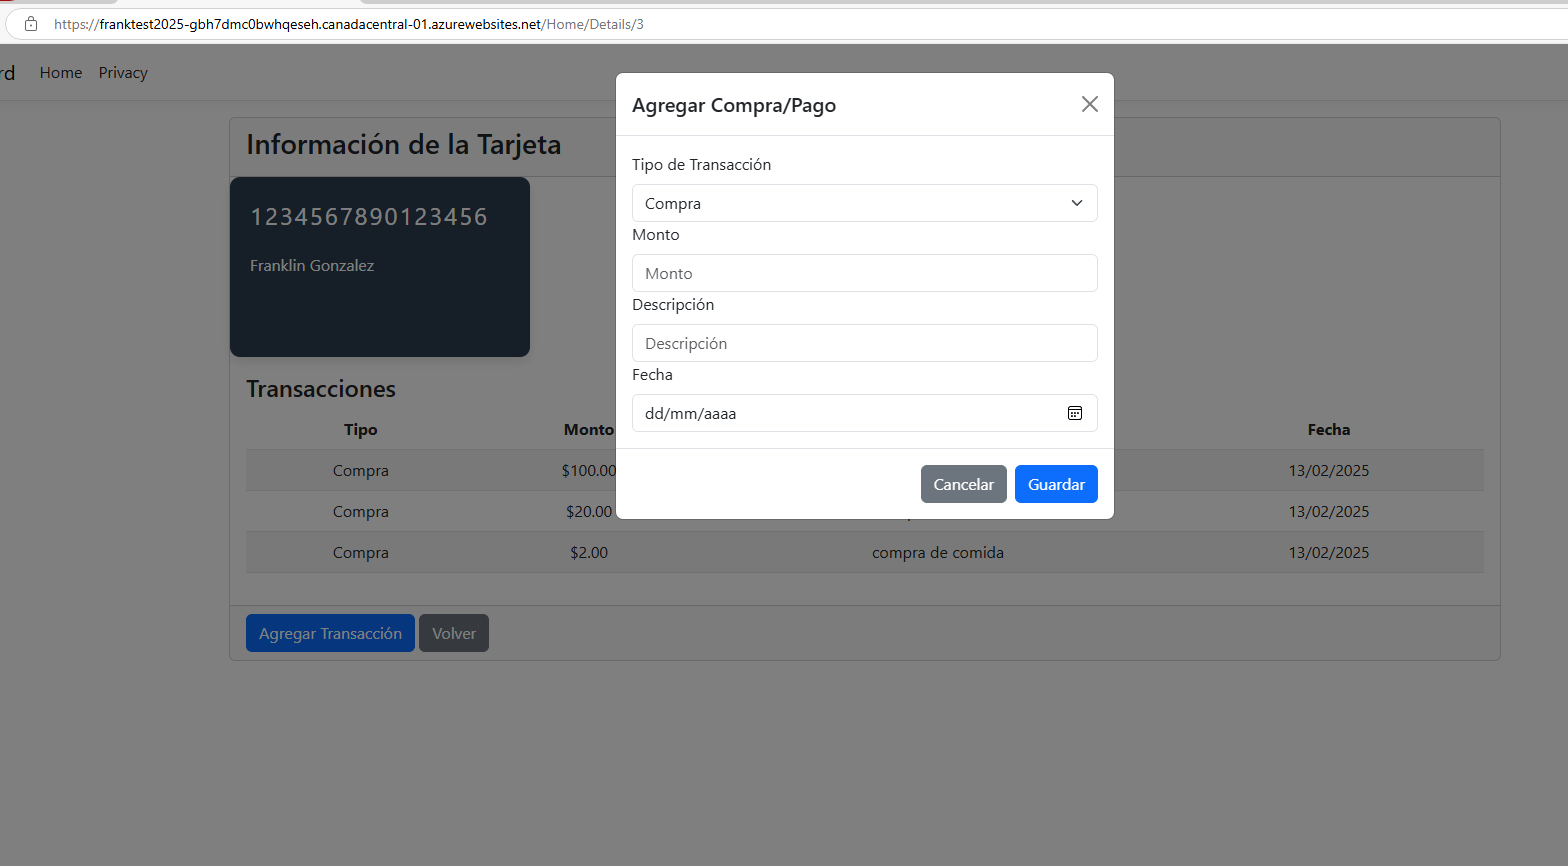 https://franktest2025-gbh7dmc0bwhqeseh.canadacentral-01.azurewebsites.net/Home/Details/3
rd Home Privacy
Información de la Tarjeta
1234567890123456
Franklin Gonzalez
Transacciones
Tipo Monto Fecha
Compra $100.00 13/02/2025
Compra $20.00 13/02/2025
Compra $2.00 compra de comida 13/02/2025
Agregar Transacción Volver
Agregar Compra/Pago
Tipo de Transacción
Compra
Monto
Monto
Descripción
Descripción
Fecha
dd/mm/aaaa
Cancelar Guardar